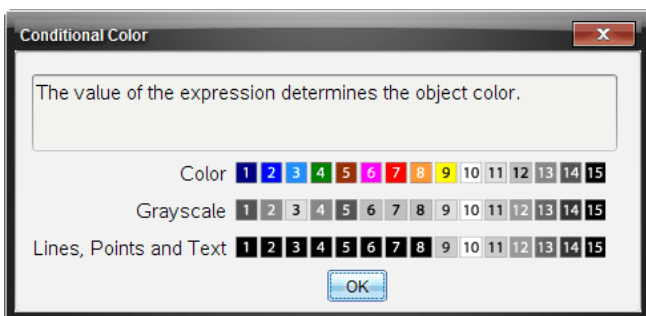 Conditional Color
The value of the expression determines the object color.
Color 1 2 3 4 5 6 7 8 9 10 11 12 13 14 15
Grayscale 1 2 3 4 5 6 7 8 9 10 11 12 13 14 15
Lines, Points and Text 1 2 3 4 5 6 7 8 9 10 11 12 13 14 15
OK